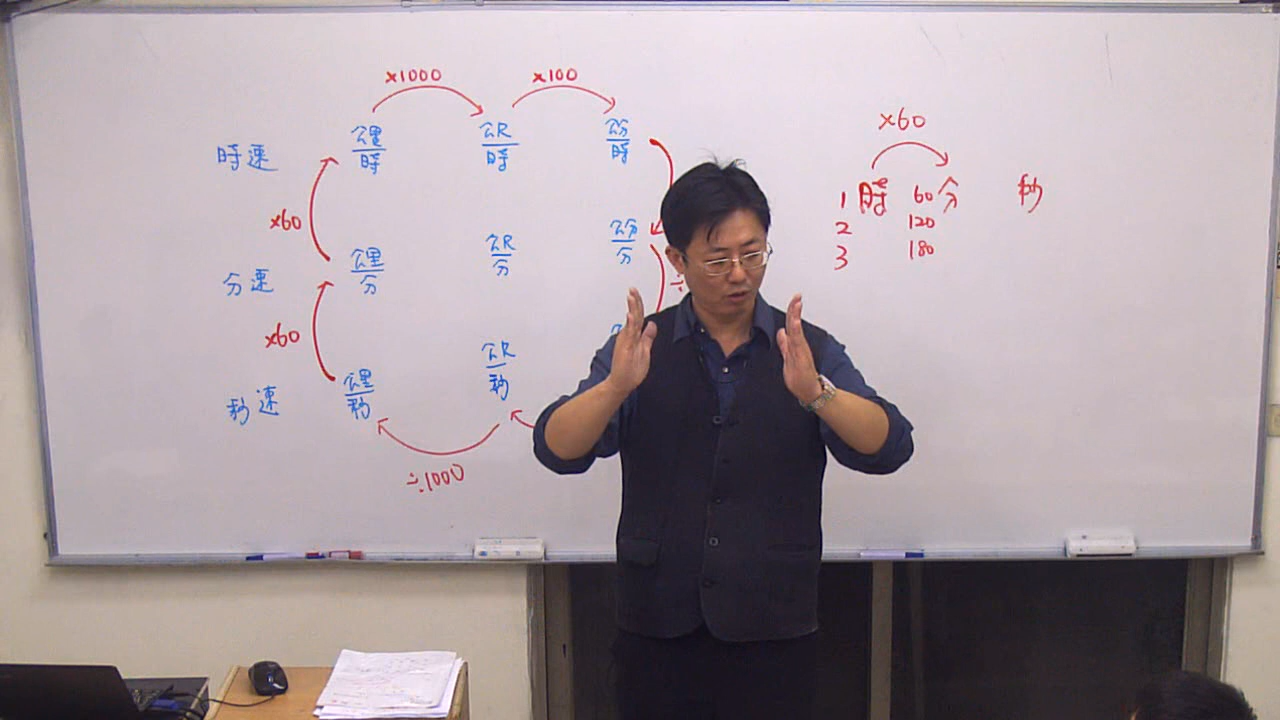 ×1000 ×100
時速 公里/時 公尺/時 公分/時
×60
分速 公里/分 公尺/分 公分/分
÷
×60
秒速 公里/秒 公尺/秒
÷1000
×60
1 時 60 分 秒
2 120
3 180